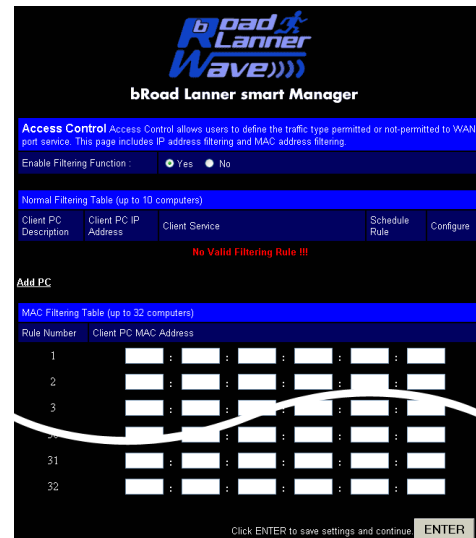 bRoad
Lanner
Wave))))
bRoad Lanner smart Manager
Access Control Access Control allows users to define the traffic type permitted or not-permitted to WAN
port service. This page includes IP address filtering and MAC address filtering.
Enable Filtering Function : Yes No
Normal Filtering Table (up to 10 computers)
Client PC Description Client PC IP Address Client Service Schedule Rule Configure
No Valid Filtering Rule !!!
Add PC
MAC Filtering Table (up to 32 computers)
Rule Number Client PC MAC Address
1 : : : : :
2 : : : : :
3 : : : : :
: : : : :
31 : : : : :
32 : : : : :
Click ENTER to save settings and continue. ENTER